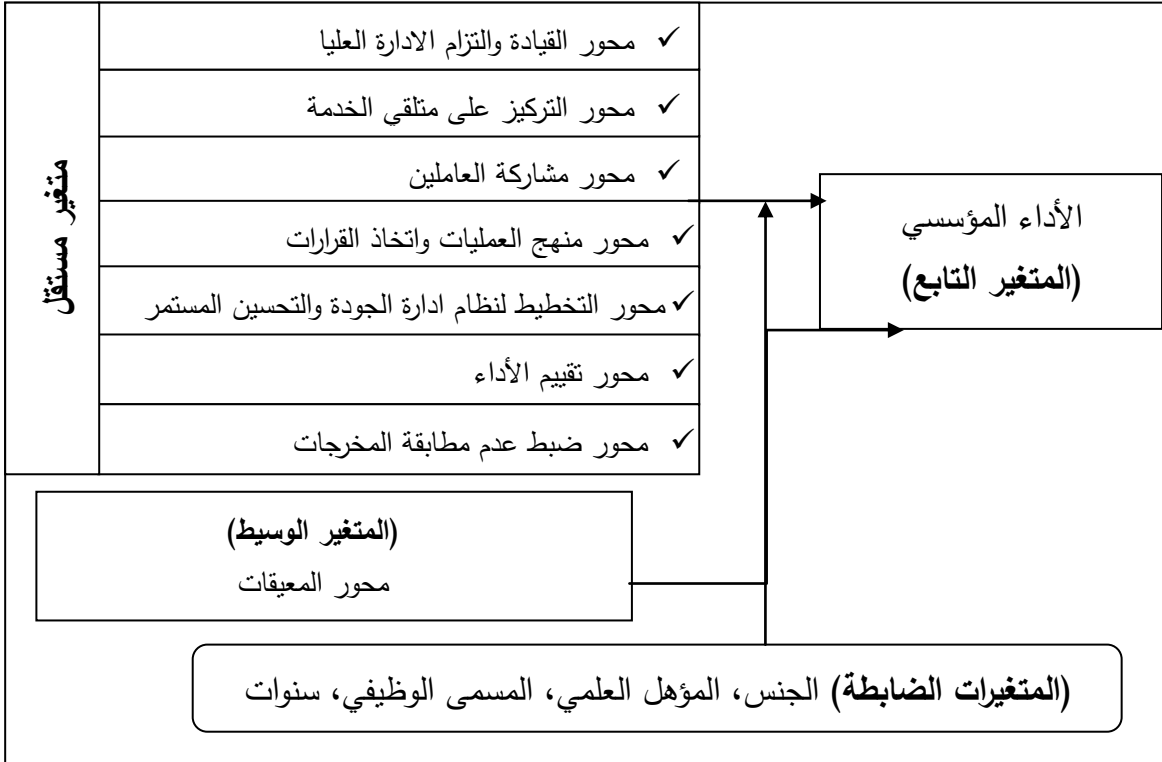 متغير مستقل
✓ محور القيادة والتزام الادارة العليا
✓ محور التركيز على متلقي الخدمة
✓ محور مشاركة العاملين
✓ محور منهج العمليات واتخاذ القرارات
✓ محور التخطيط لنظام ادارة الجودة والتحسين المستمر
✓ محور تقييم الأداء
✓ محور ضبط عدم مطابقة المخرجات
الأداء المؤسسي
(المتغير التابع)
(المتغير الوسيط)
محور المعيقات
(المتغيرات الضابطة) الجنس، المؤهل العلمي، المسمى الوظيفي، سنوات